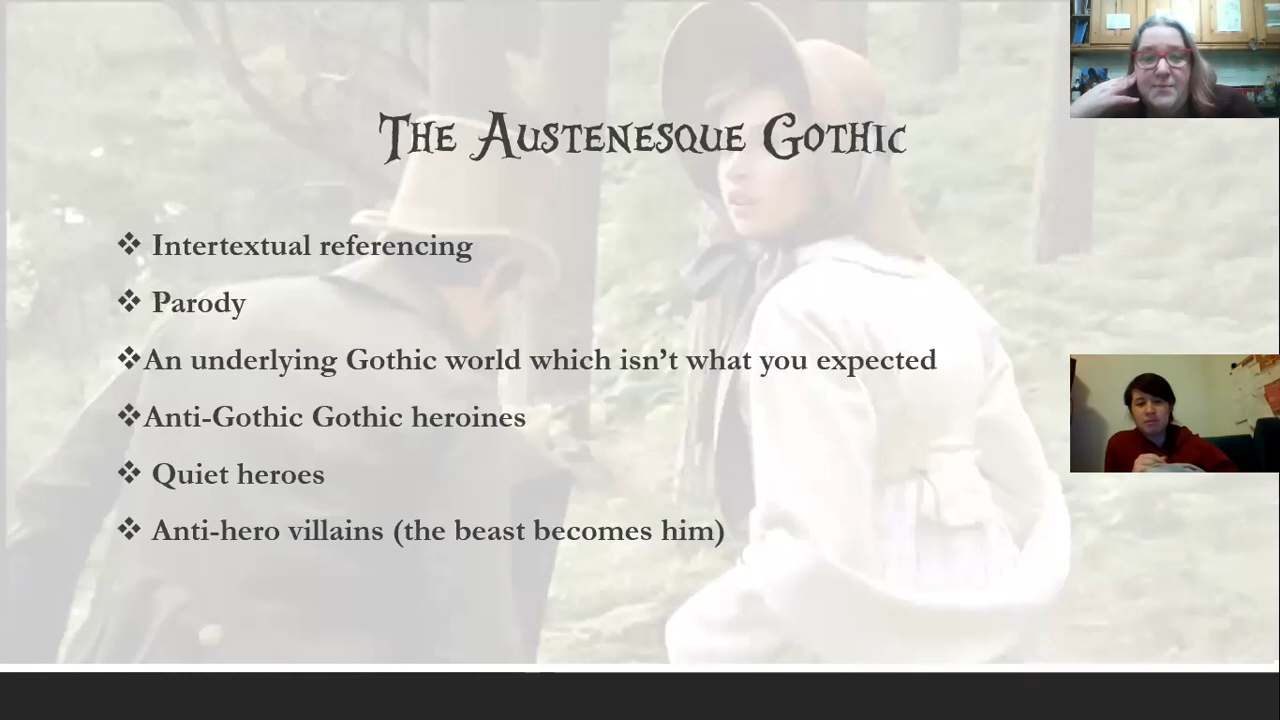 The Austenesque Gothic
❖ Intertextual referencing
❖ Parody
❖An underlying Gothic world which isn’t what you expected
❖Anti-Gothic Gothic heroines
❖ Quiet heroes
❖ Anti-hero villains (the beast becomes him)